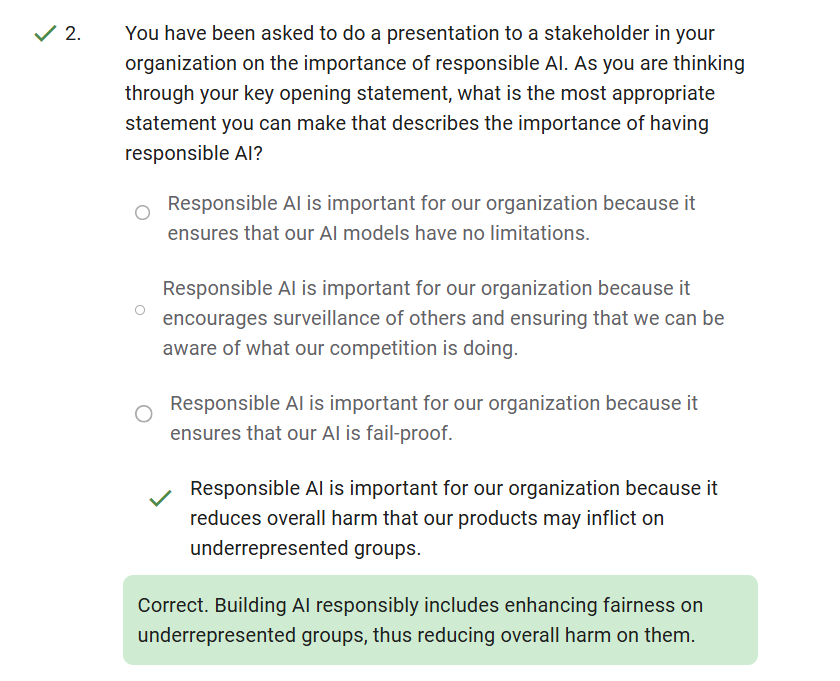 2. You have been asked to do a presentation to a stakeholder in your
organization on the importance of responsible AI. As you are thinking
through your key opening statement, what is the most appropriate
statement you can make that describes the importance of having
responsible AI?
Responsible AI is important for our organization because it
ensures that our AI models have no limitations.
Responsible AI is important for our organization because it
encourages surveillance of others and ensuring that we can be
aware of what our competition is doing.
Responsible AI is important for our organization because it
ensures that our AI is fail-proof.
Responsible AI is important for our organization because it
reduces overall harm that our products may inflict on
underrepresented groups.
Correct. Building AI responsibly includes enhancing fairness on
underrepresented groups, thus reducing overall harm on them.